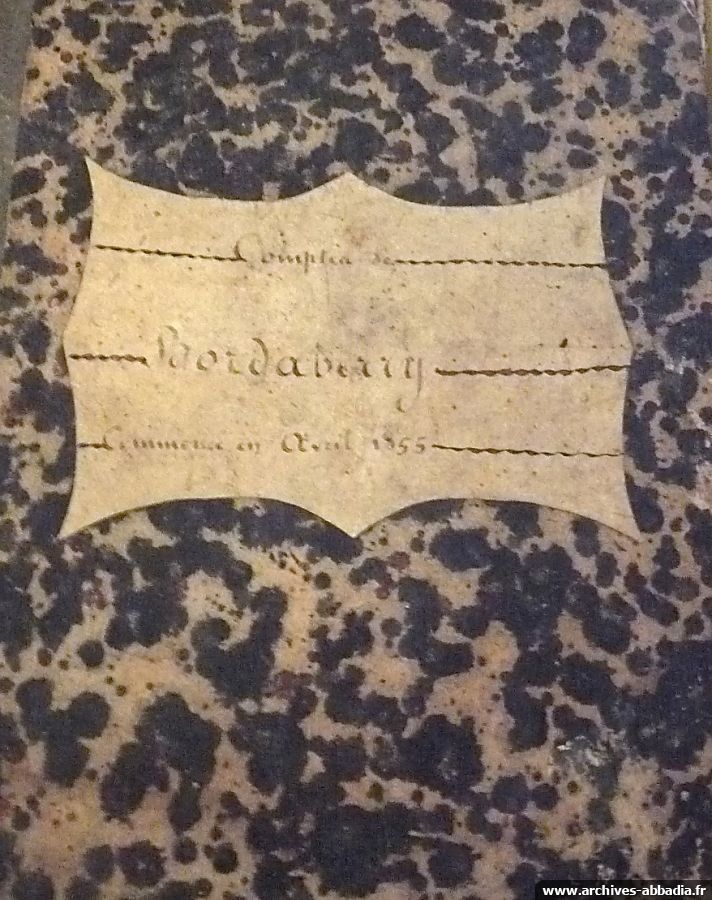 Comptes de
Bordaberry
Commencé en Avril 1855
www.archives-abbadia.fr